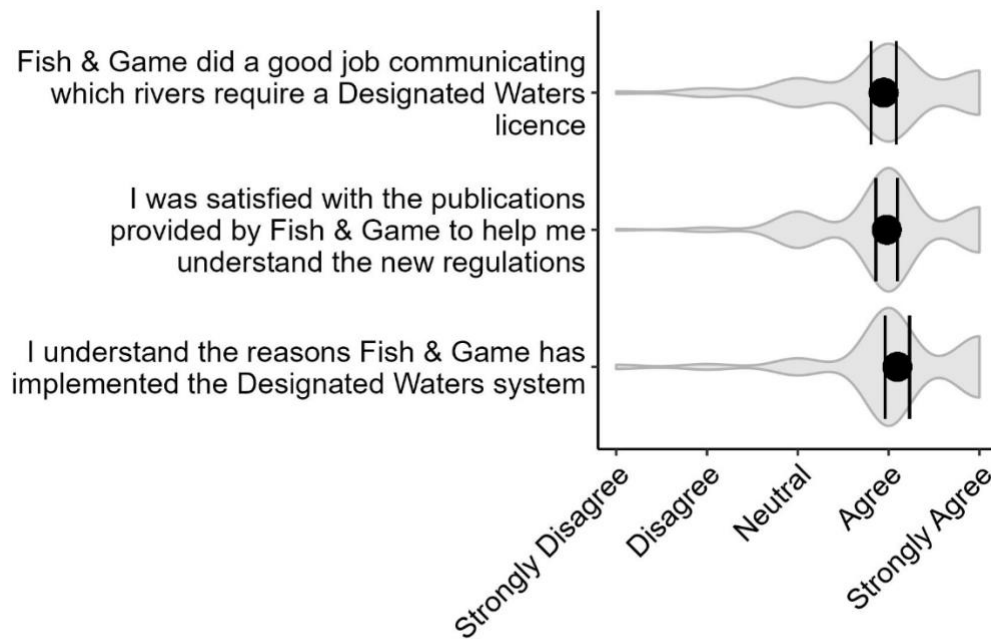 Fish & Game did a good job communicating
which rivers require a Designated Waters
licence
I was satisfied with the publications
provided by Fish & Game to help me
understand the new regulations
I understand the reasons Fish & Game has
implemented the Designated Waters system
Strongly Disagree
Disagree
Neutral
Agree
Strongly Agree